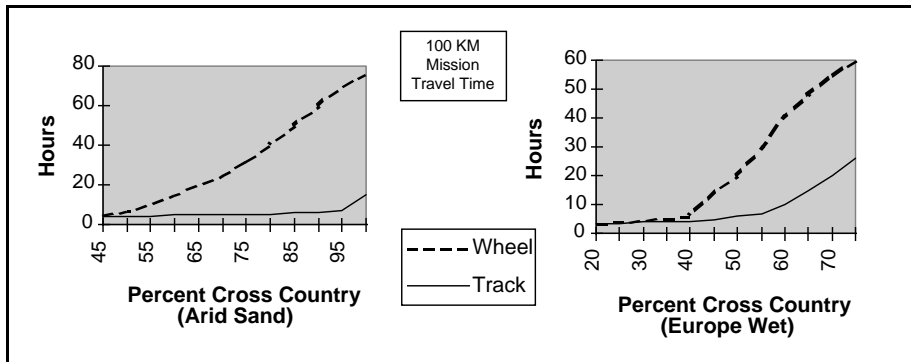 100 KM
Mission
Travel Time
80
60
40
20
0
Hours
45
55
65
75
85
95
Percent Cross Country
(Arid Sand)
Wheel
Track
60
50
40
30
20
10
0
Hours
20
30
40
50
60
70
Percent Cross Country
(Europe Wet)